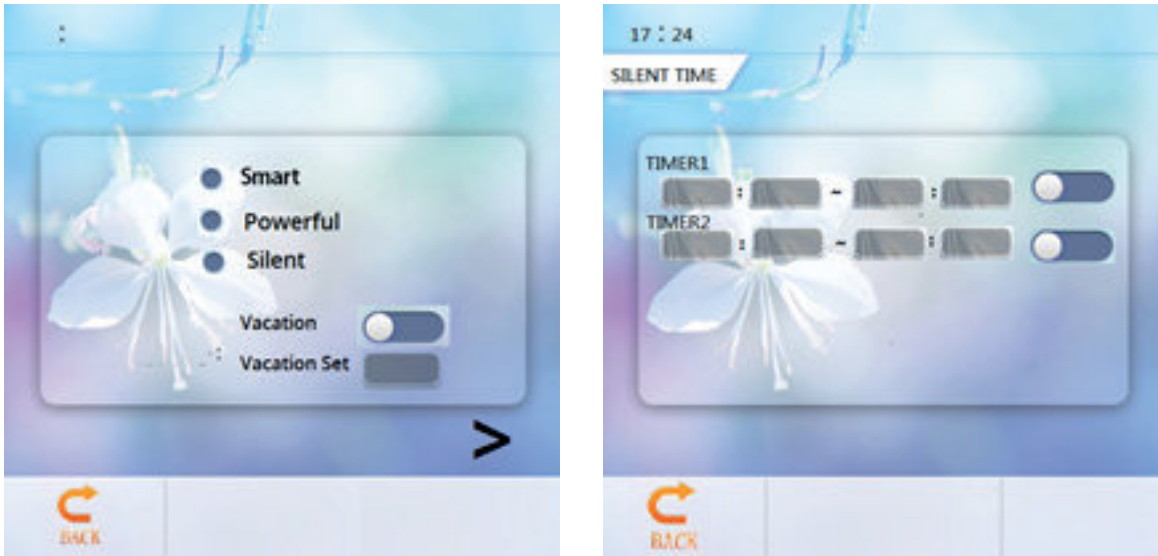 :
Smart
Powerful
Silent
Vacation
Vacation Set
>
BACK
17 : 24
SILENT TIME
TIMER1
: ~ :
TIMER2
: ~ :
BACK